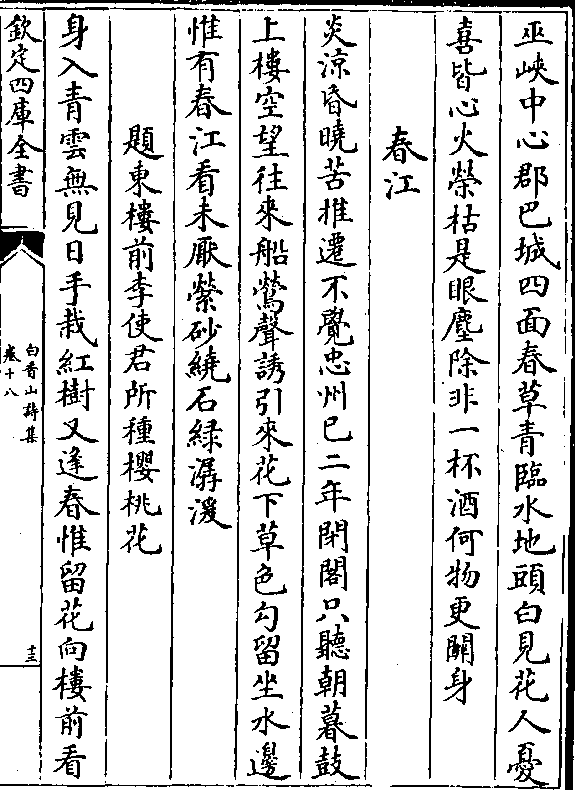 巫峽中心郡巴城四面春草青臨水地頭白見花人憂
喜皆心火榮枯是眼塵除非一杯酒何物更關身
春江
炎涼昏曉苦推遷不覺忠州已二年閉閣只聽朝暮鼓
上樓空望往來船鶯聲誘引來花下草色勾留坐水邊
惟有春江看未厭縈砂繞石綠潺湲
題東樓前李使君所種櫻桃花
身入青雲無見日手栽紅樹又逢春惟留花向樓前看
欽定四庫全書
白香山詩集
卷十八
十三